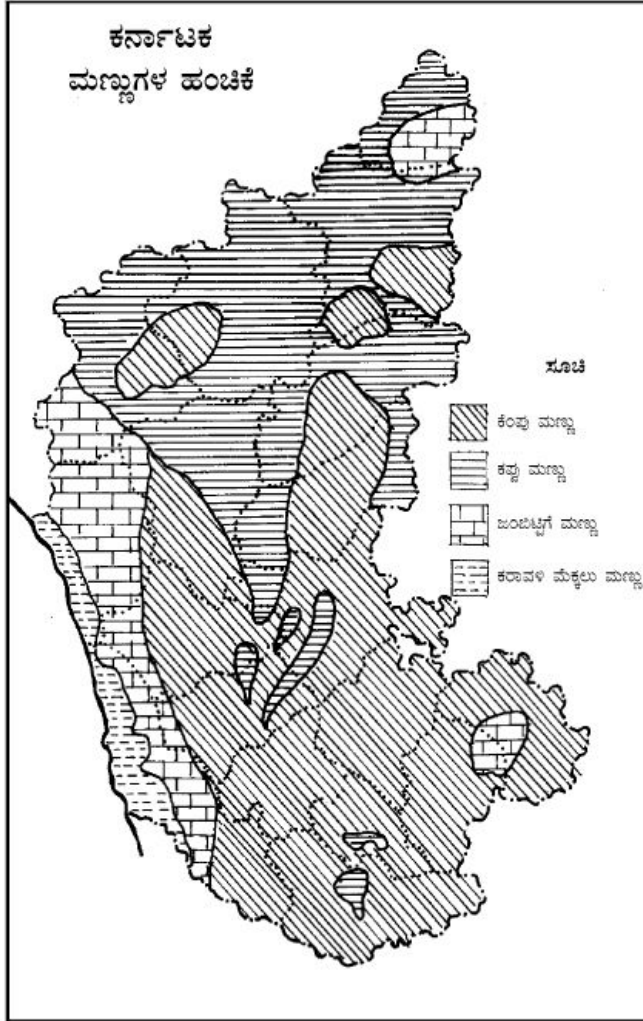 ಕರ್ನಾಟಕ
ಮಣ್ಣುಗಳ ಹಂಚಿಕೆ
ಸೂಚಿ
ಕೆಂಪು ಮಣ್ಣು
ಕಪ್ಪು ಮಣ್ಣು
ಜಂಬಿಟ್ಟಿಗೆ ಮಣ್ಣು
ಕರಾವಳಿ ಮೆಕ್ಕಲು ಮಣ್ಣು